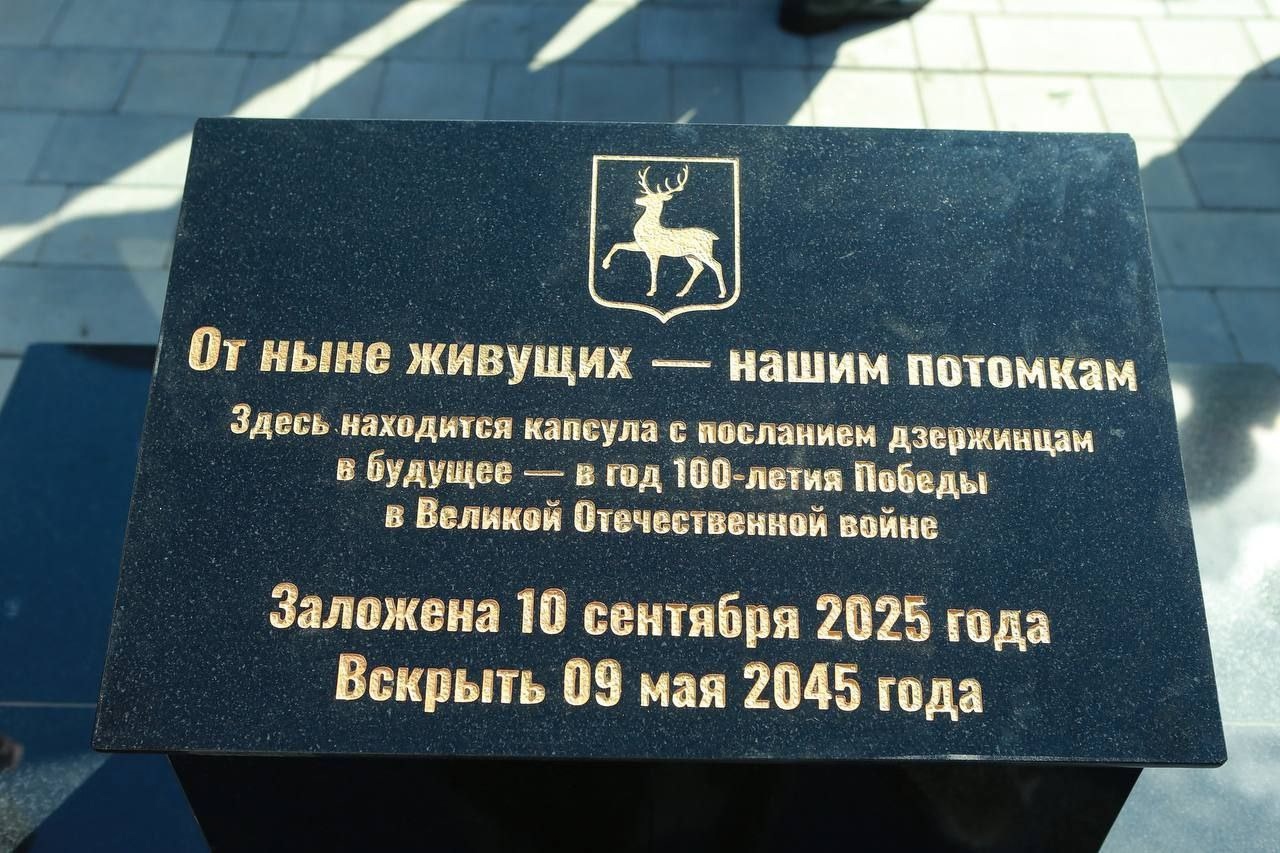 От ныне живущих — нашим потомкам
Здесь находится капсула с посланием дзержинцам
в будущее — в год 100-летия Победы
в Великой Отечественной войне
Заложена 10 сентября 2025 года
Вскрыть 09 мая 2045 года